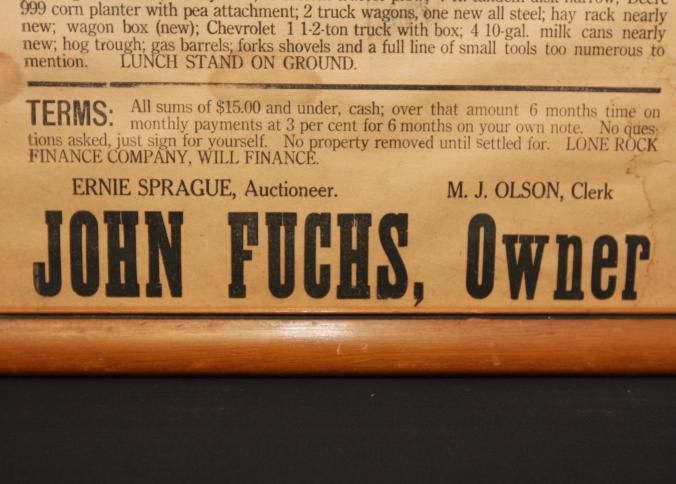 999 corn planter with pea attachment; 2 truck wagons, one new all steel; hay rack nearly
new; wagon box (new); Chevrolet 1 1-2-ton truck with box; 4 10-gal. milk cans nearly
new; hog trough; gas barrels; forks shovels and a full line of small tools too numerous to
mention. LUNCH STAND ON GROUND.
TERMS: All sums of $15.00 and under, cash; over that amount 6 months time on
monthly payments at 3 per cent for 6 months on your own note. No ques-
tions asked, just sign for yourself. No property removed until settled for. LONE ROCK
FINANCE COMPANY, WILL FINANCE.
ERNIE SPRAGUE, Auctioneer. M. J. OLSON, Clerk
JOHN FUCHS, Owner